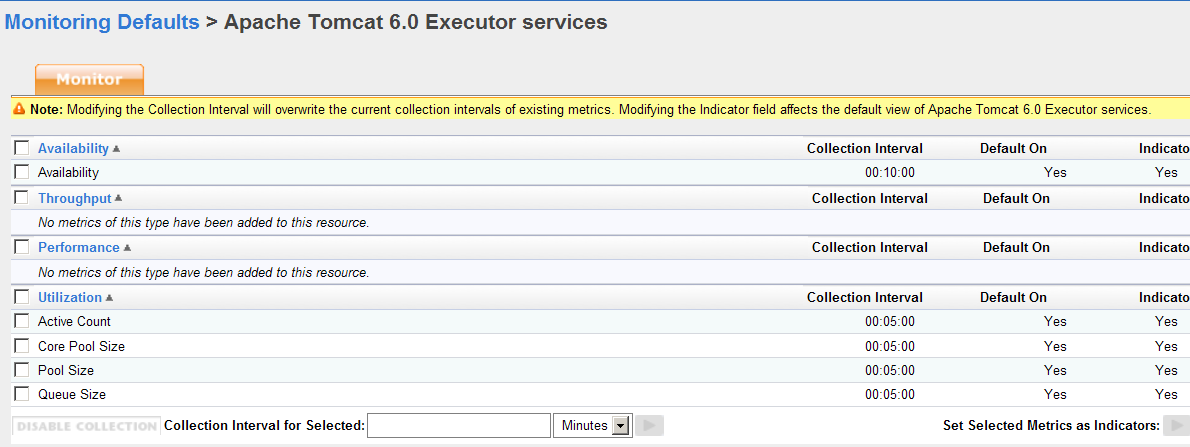 Monitoring Defaults > Apache Tomcat 6.0 Executor services
Monitor
Note: Modifying the Collection Interval will overwrite the current collection intervals of existing metrics. Modifying the Indicator field affects the default view of Apache Tomcat 6.0 Executor services.
Availability Collection Interval Default On Indicato
Availability 00:10:00 Yes Yes
Throughput Collection Interval Default On Indicato
No metrics of this type have been added to this resource.
Performance Collection Interval Default On Indicato
No metrics of this type have been added to this resource.
Utilization Collection Interval Default On Indicato
Active Count 00:05:00 Yes Yes
Core Pool Size 00:05:00 Yes Yes
Pool Size 00:05:00 Yes Yes
Queue Size 00:05:00 Yes Yes
DISABLE COLLECTION Collection Interval for Selected: Minutes Set Selected Metrics as Indicators: